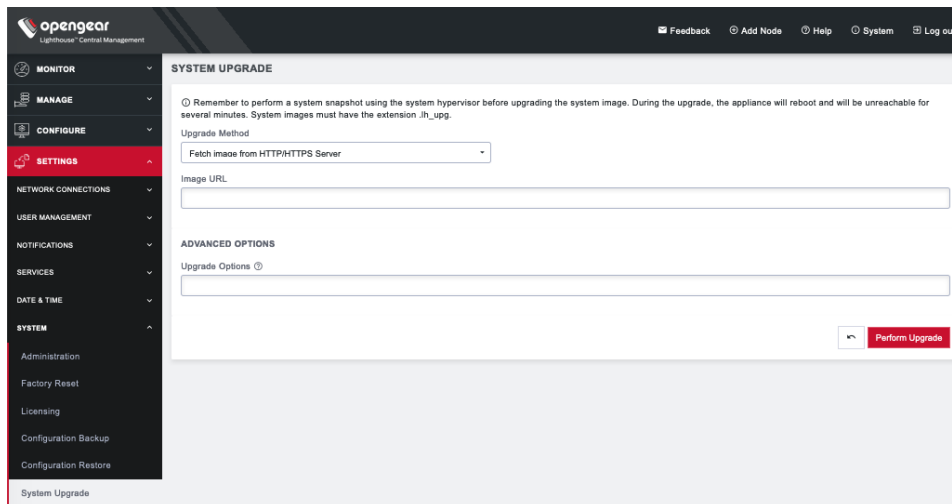 opengear
Lighthouse™ Central Management
Feedback
Add Node
Help
System
Log ou
MONITOR
MANAGE
CONFIGURE
SETTINGS
NETWORK CONNECTIONS
USER MANAGEMENT
NOTIFICATIONS
SERVICES
DATE & TIME
SYSTEM
Administration
Factory Reset
Licensing
Configuration Backup
Configuration Restore
System Upgrade
SYSTEM UPGRADE
Remember to perform a system snapshot using the system hypervisor before upgrading the system image. During the upgrade, the appliance will reboot and will be unreachable for
several minutes. System images must have the extension .lh_upg.
Upgrade Method
Fetch image from HTTP/HTTPS Server
Image URL
ADVANCED OPTIONS
Upgrade Options
Perform Upgrade